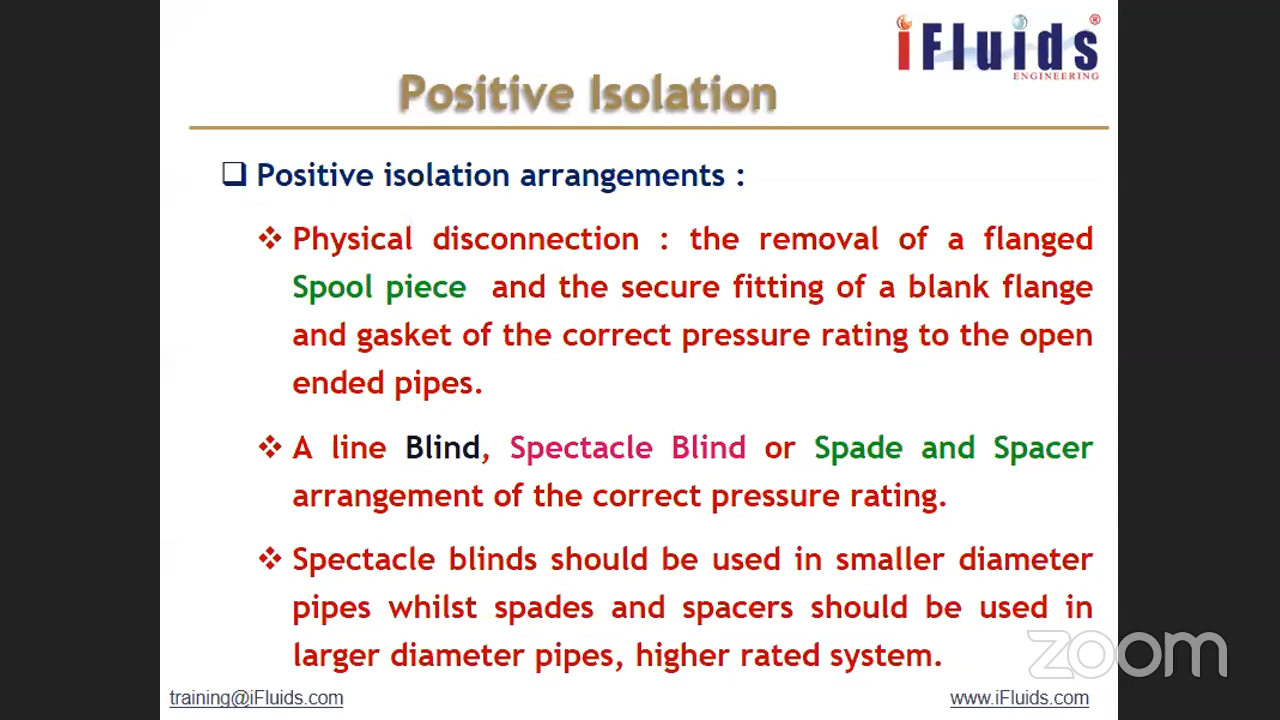 iFluids®
ENGINEERING
Positive Isolation
Positive isolation arrangements :
Physical disconnection : the removal of a flanged
Spool piece and the secure fitting of a blank flange
and gasket of the correct pressure rating to the open
ended pipes.
A line Blind, Spectacle Blind or Spade and Spacer
arrangement of the correct pressure rating.
Spectacle blinds should be used in smaller diameter
pipes whilst spades and spacers should be used in
larger diameter pipes, higher rated system.
zoom
training@iFluids.com
www.iFluids.com